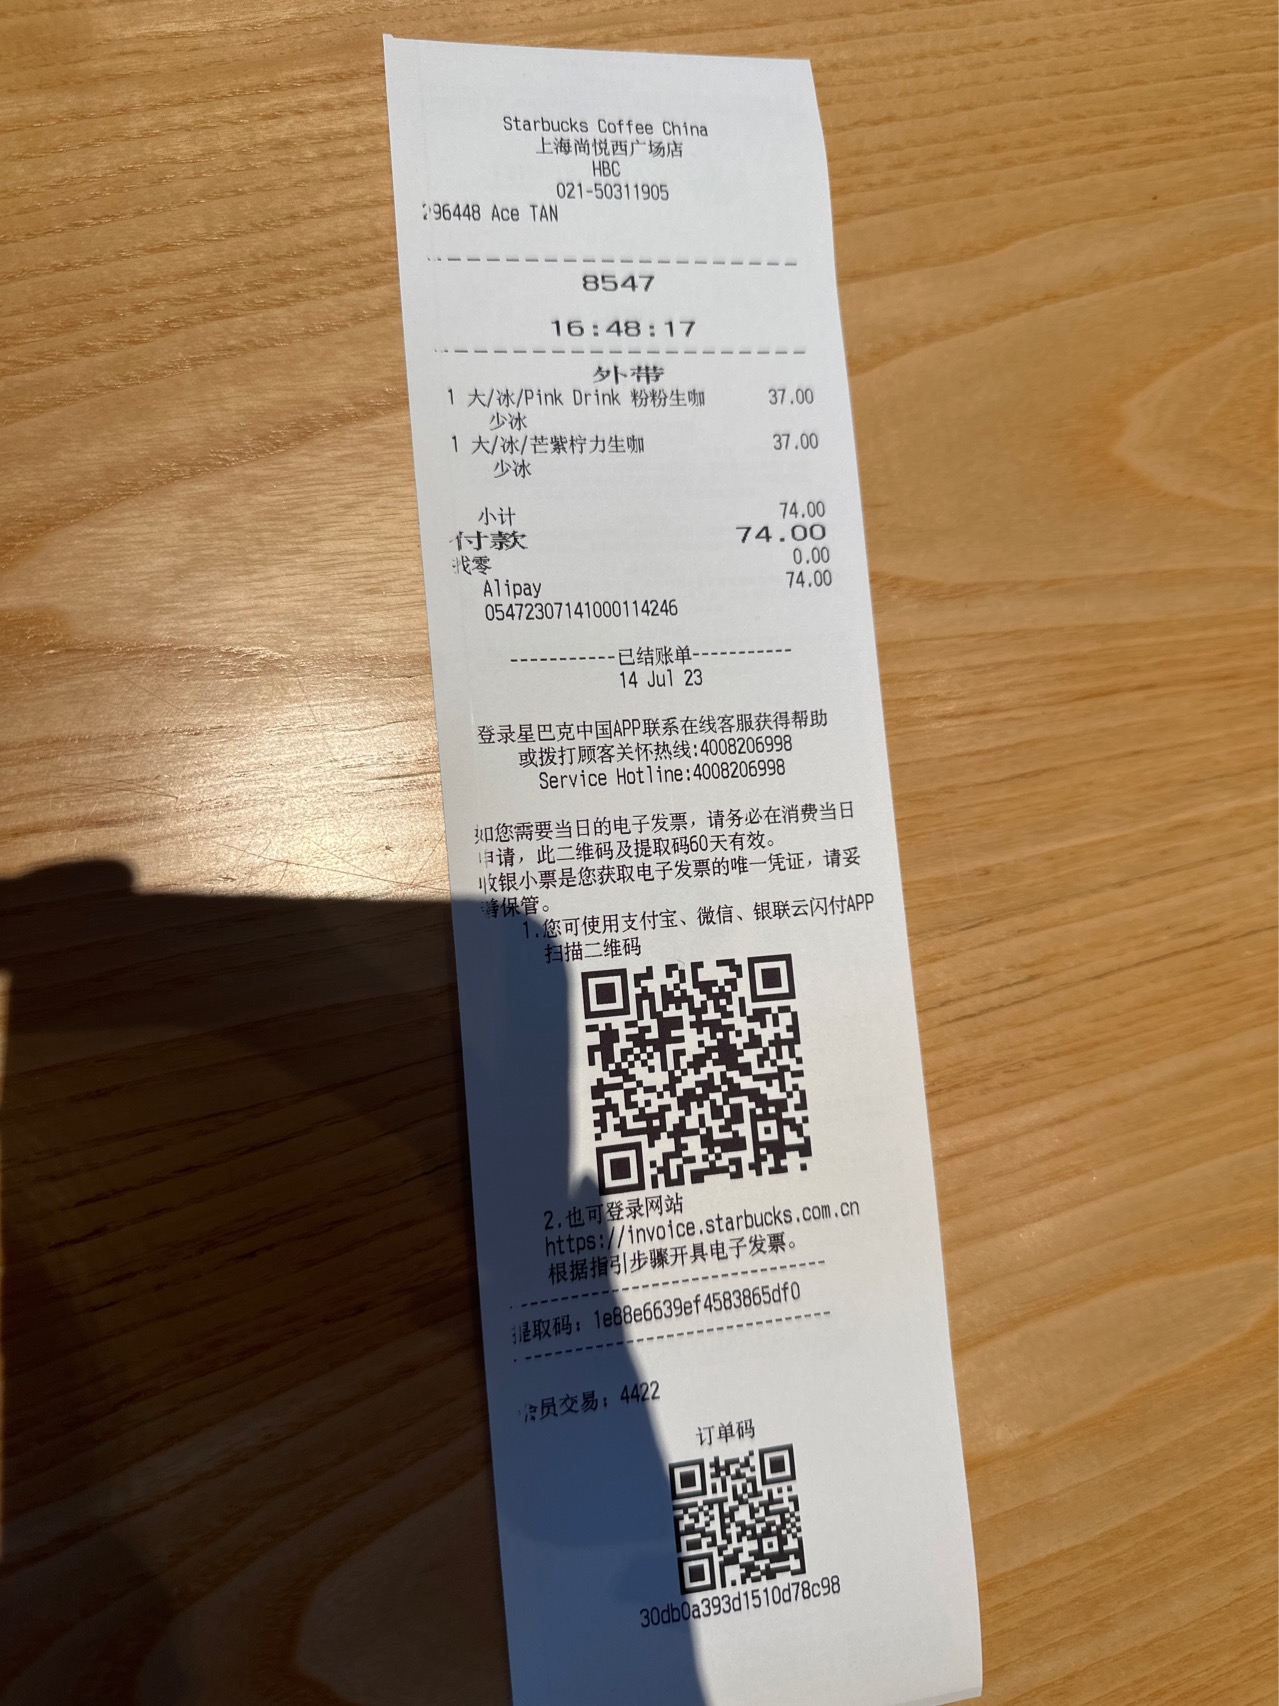 Starbucks Coffee China
上海尚悦西广场店
HBC
021-50311905
296448 Ace TAN
8547
16:48:17
外带
1 大/冰/Pink Drink 粉粉生咖 37.00
少冰
1 大/冰/芒紫柠力生咖 37.00
少冰
小计 74.00
付款 74.00
找零 0.00
Alipay 74.00
05472307141000114246
-----------已结账单-----------
14 Jul 23
登录星巴克中国APP联系在线客服获得帮助
或拨打顾客关怀热线:4008206998
Service Hotline:4008206998
如您需要当日的电子发票，请务必在消费当日
申请，此二维码及提取码60天有效。
收银小票是您获取电子发票的唯一凭证，请妥
善保管。
1.您可使用支付宝、微信、银联云闪付APP
扫描二维码
2.也可登录网站
https://invoice.starbucks.com.cn
根据指引步骤开具电子发票。
提取码：1e88e6639ef4583865df0
会员交易：4422
订单码
30db0a393d1510d78c98